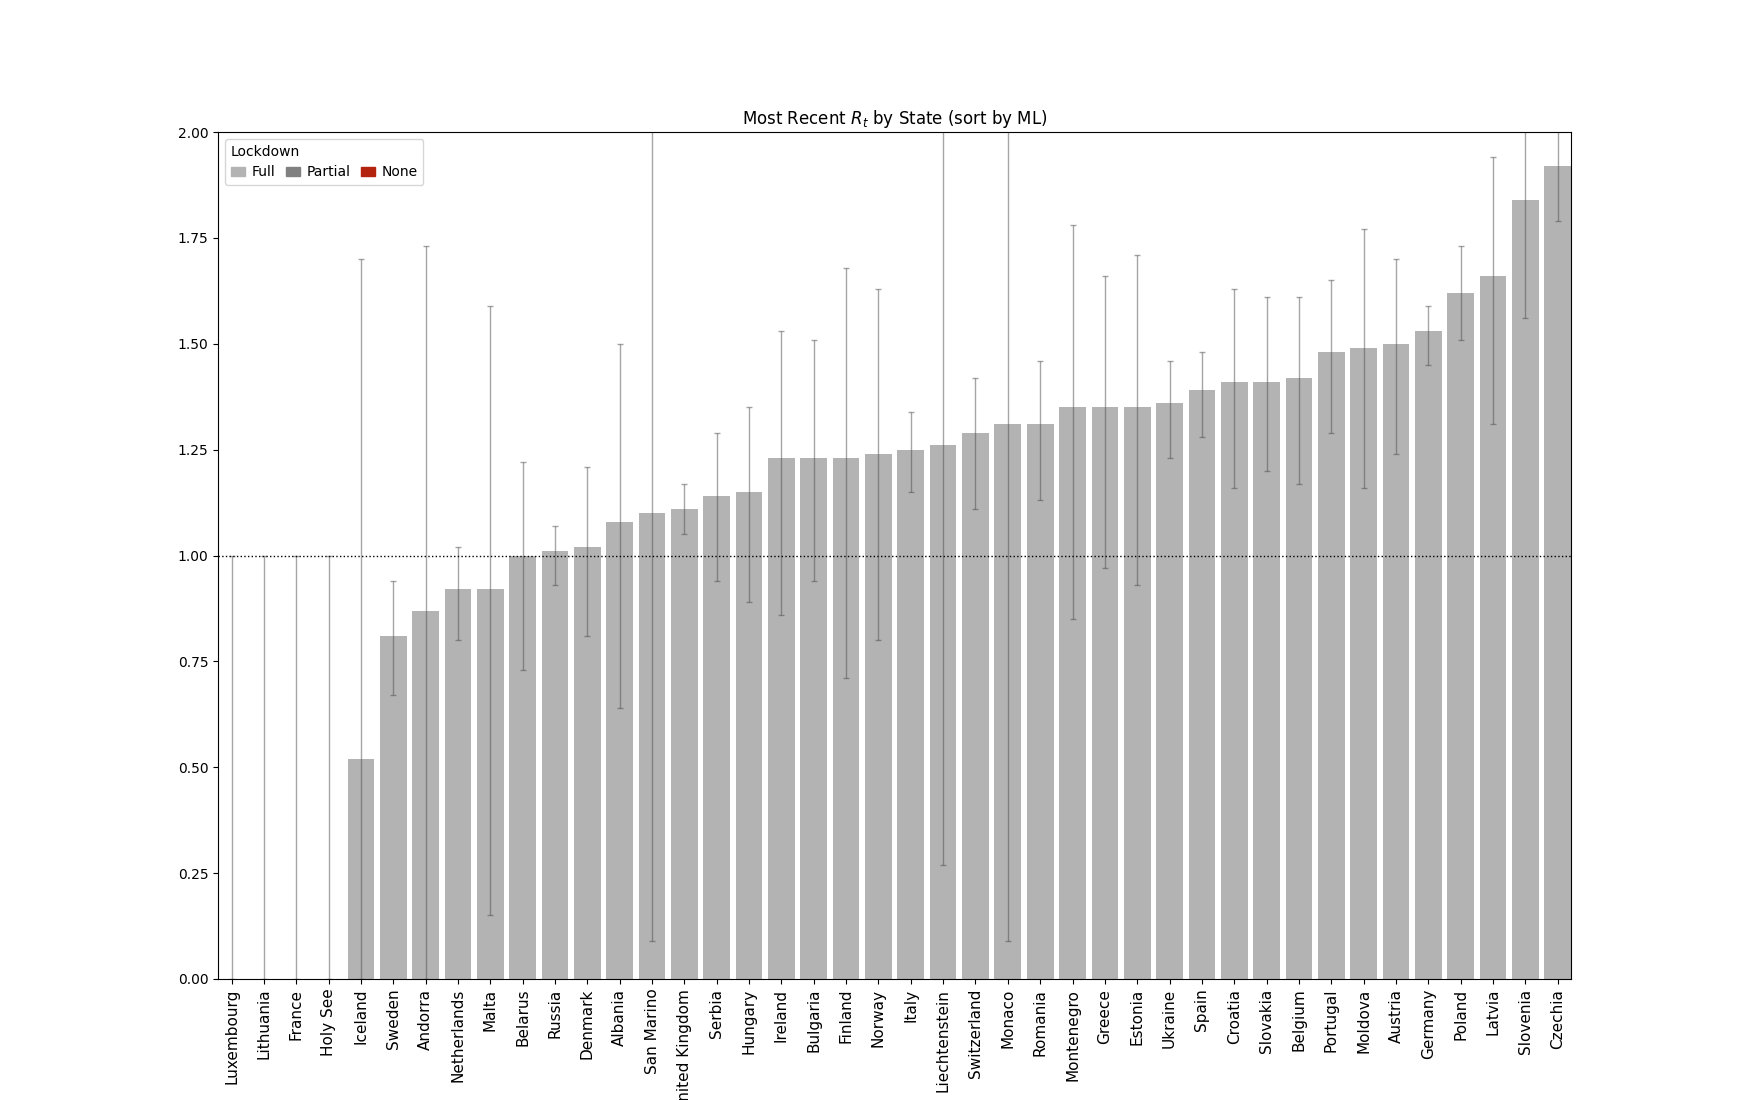 Most Recent R_t by State (sort by ML)
Lockdown
Full Partial None
2.00
1.75
1.50
1.25
1.00
0.75
0.50
0.25
0.00
Luxembourg
Lithuania
France
Holy See
Iceland
Sweden
Andorra
Netherlands
Malta
Belarus
Russia
Denmark
Albania
San Marino
nited Kingdom
Serbia
Hungary
Ireland
Bulgaria
Finland
Norway
Italy
Liechtenstein
Switzerland
Monaco
Romania
Montenegro
Greece
Estonia
Ukraine
Spain
Croatia
Slovakia
Belgium
Portugal
Moldova
Austria
Germany
Poland
Latvia
Slovenia
Czechia